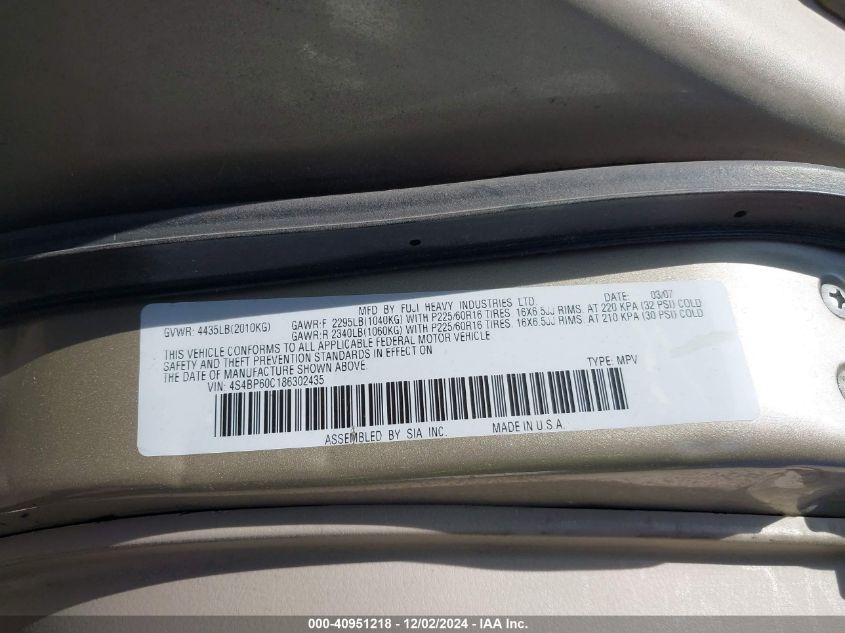 MFD BY FUJI HEAVY INDUSTRIES LTD. DATE: 03/07
GVWR: 4435LB(2010KG) GAWR:F 2295LB(1040KG) WITH P225/60R16 TIRES, 16X6.5JJ RIMS. AT 220 KPA (32 PSI) COLD
GAWR:R 2340LB(1060KG) WITH P225/60R16 TIRES, 16X6.5JJ RIMS. AT 210 KPA (30 PSI) COLD
THIS VEHICLE CONFORMS TO ALL APPLICABLE FEDERAL MOTOR VEHICLE
SAFETY AND THEFT PREVENTION STANDARDS IN EFFECT ON
THE DATE OF MANUFACTURE SHOWN ABOVE.
VIN: 4S4BP60C186302435 TYPE: MPV
ASSEMBLED BY SIA INC. MADE IN U.S.A.
000-40951218 - 12/02/2024 - IAA Inc.